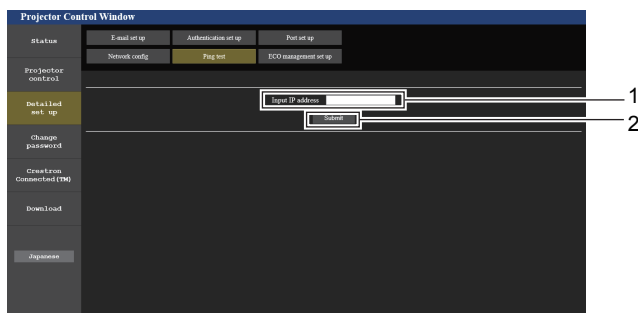 Projector Control Window
Status
E-mail set up
Authentication set up
Port set up
Network config
Ping test
ECO management set up
Projector
control
Detailed
set up
Input IP address
1
Submit
2
Change
password
Crestron
Connected(TM)
Download
Japanese